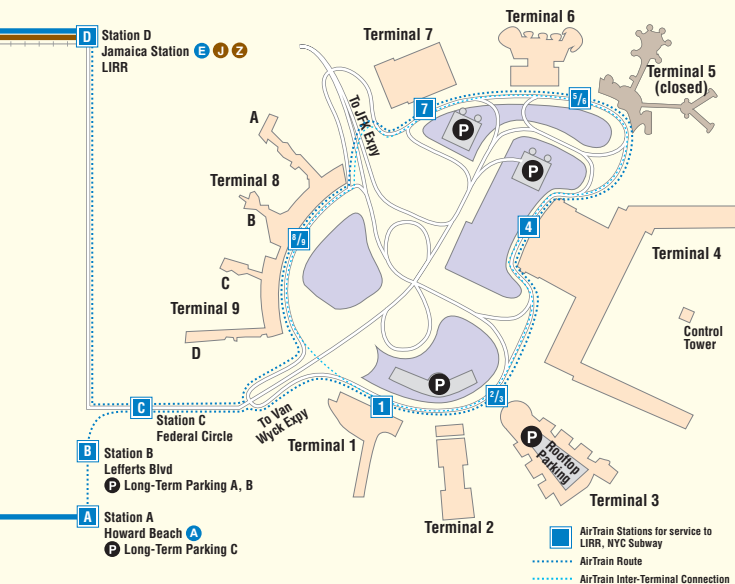 Station D
Jamaica Station E J Z
LIRR
D
Terminal 7
Terminal 6
Terminal 5
(closed)
5/6
7
P
P
To JFK Expy
A
Terminal 8
B
8/9
4
Terminal 4
C
Terminal 9
D
Control
Tower
P
2/3
1
C
Station C
Federal Circle
To Van
Wyck Expy
Terminal 1
P
Rooftop
Parking
B
Station B
Lefferts Blvd
P Long-Term Parking A, B
Terminal 3
A
Station A
Howard Beach A
P Long-Term Parking C
Terminal 2
AirTrain Stations for service to
LIRR, NYC Subway
AirTrain Route
AirTrain Inter-Terminal Connection